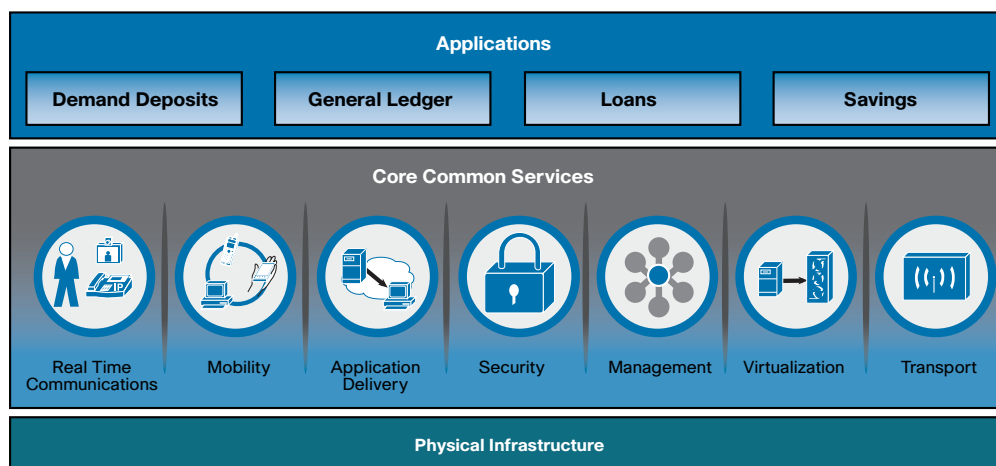 Applications
Demand Deposits
General Ledger
Loans
Savings
Core Common Services
Real Time
Communications
Mobility
Application
Delivery
Security
Management
Virtualization
Transport
Physical Infrastructure